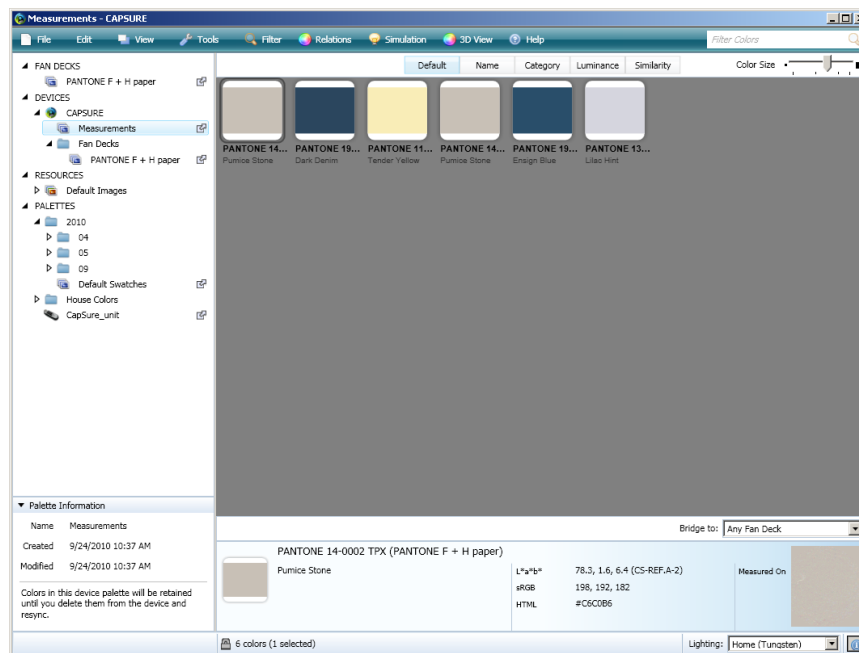 Measurements - CAPSURE
File Edit View Tools Filter Relations Simulation 3D View Help Filter Colors
FAN DECKS
PANTONE F + H paper
DEVICES
CAPSURE
Measurements
Fan Decks
PANTONE F + H paper
RESOURCES
Default Images
PALETTES
2010
04
05
09
Default Swatches
House Colors
CapSure_unit
Default Name Category Luminance Similarity Color Size
PANTONE 14... PANTONE 19... PANTONE 11... PANTONE 14... PANTONE 19... PANTONE 13...
Pumice Stone Dark Denim Tender Yellow Pumice Stone Ensign Blue Lilac Hint
Palette Information
Name Measurements
Created 9/24/2010 10:37 AM
Modified 9/24/2010 10:37 AM
Colors in this device palette will be retained
until you delete them from the device and
resync.
Bridge to: Any Fan Deck
PANTONE 14-0002 TPX (PANTONE F + H paper)
Pumice Stone
L*a*b* 78.3, 1.6, 6.4 (CS-REF.A-2)
sRGB 198, 192, 182
HTML #C6C0B6
Measured On
6 colors (1 selected)
Lighting: Home (Tungsten)